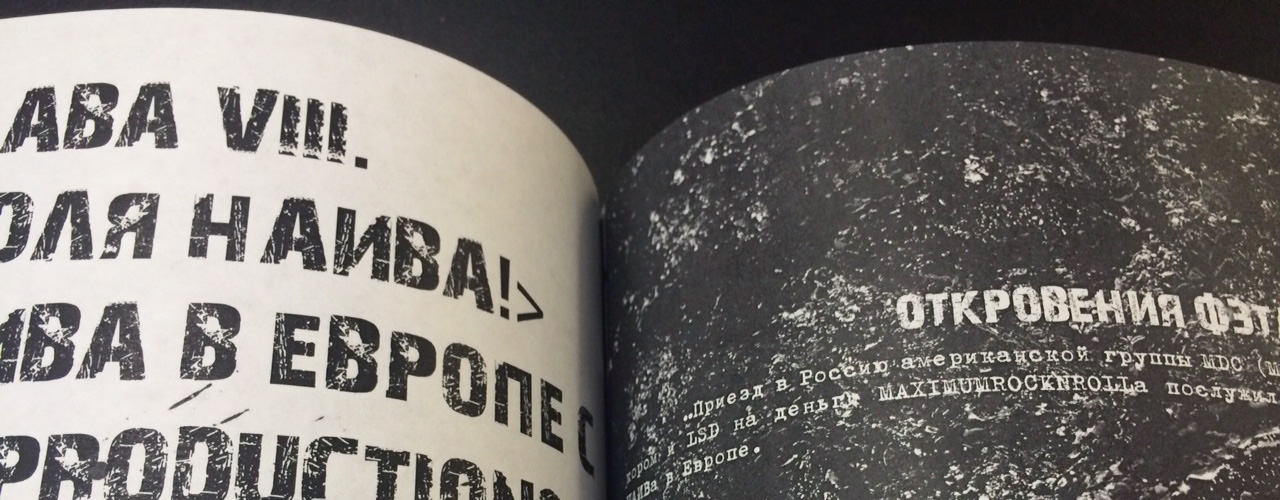 АВА VIII.
ОЛЯ НАИВА!>
ИВА В ЕВРОПЕ С
PRODUCTIONS
ОТКРОВЕНИЯ ФЭТ
„Приезд в Россию американской группы MDC (M
и LSD на деньги MAXIMUMROCKNROLLa послужил
НАИВа в Европе.